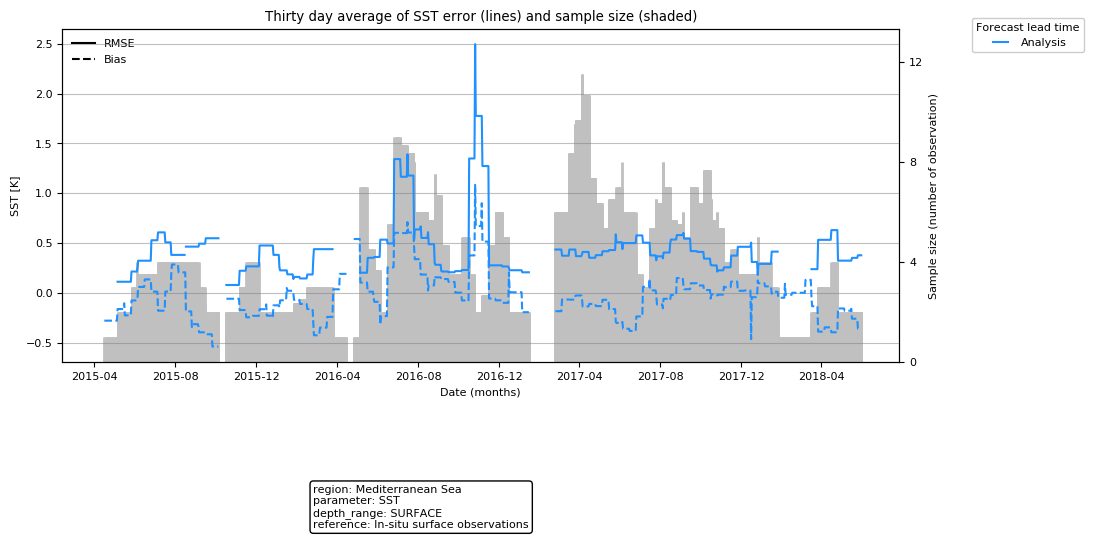 Thirty day average of SST error (lines) and sample size (shaded)
Forecast lead time
Analysis
RMSE
Bias
SST [K]
2.5
2.0
1.5
1.0
0.5
0.0
−0.5
12
8
4
0
Sample size (number of observation)
2015-04
2015-08
2015-12
2016-04
2016-08
2016-12
2017-04
2017-08
2017-12
2018-04
Date (months)
region: Mediterranean Sea
parameter: SST
depth_range: SURFACE
reference: In-situ surface observations